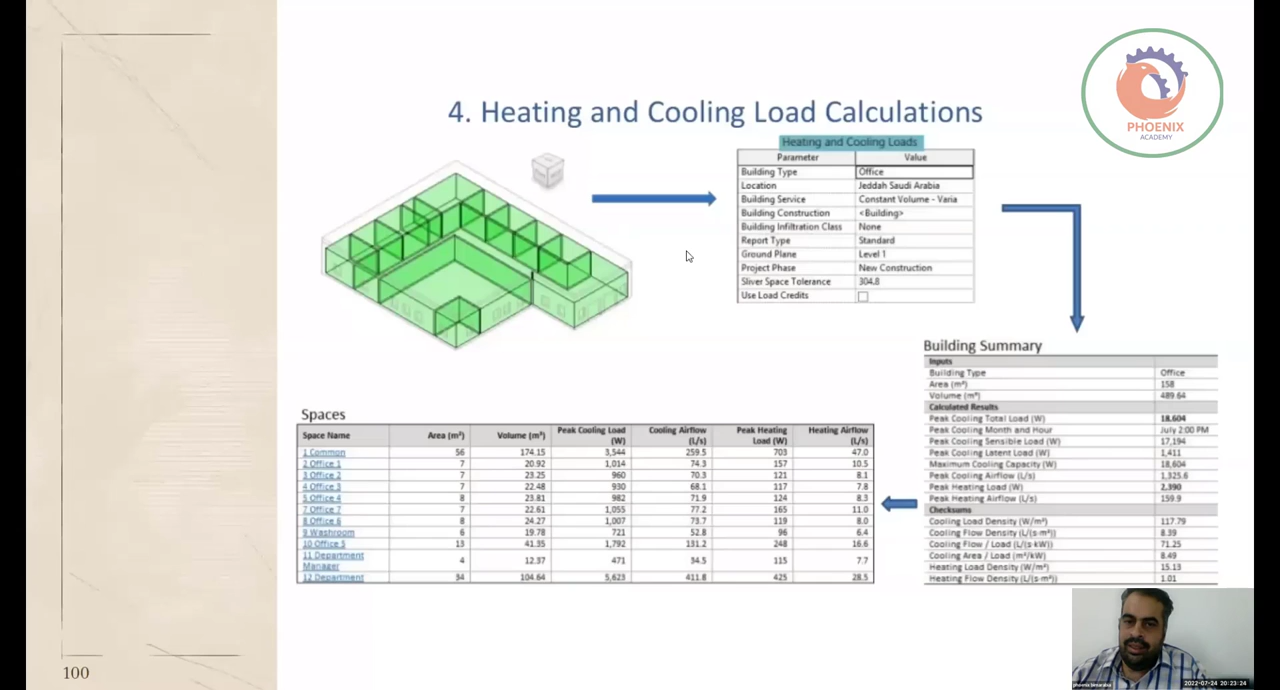 PHOENIX
ACADEMY
4. Heating and Cooling Load Calculations
Heating and Cooling Loads
Parameter Value
Building Type Office
Location Jeddah Saudi Arabia
Building Service Constant Volume - Varia
Building Construction <Building>
Building Infiltration Class None
Report Type Standard
Ground Plane Level 1
Project Phase New Construction
Sliver Space Tolerance 304.8
Use Load Credits
Building Summary
Inputs
Building Type Office
Area (m²) 158
Volume (m³) 489.64
Calculated Results
Peak Cooling Total Load (W) 18,604
Peak Cooling Month and Hour July 2:00 PM
Peak Cooling Sensible Load (W) 17,194
Peak Cooling Latent Load (W) 1,411
Maximum Cooling Capacity (W) 18,604
Peak Cooling Airflow (L/s) 1,325.6
Peak Heating Load (W) 2,390
Peak Heating Airflow (L/s) 159.9
Checksums
Cooling Load Density (W/m²) 117.79
Cooling Flow Density (L/(s·m²)) 8.39
Cooling Flow / Load (L/(s·kW)) 71.25
Cooling Area / Load (m²/kW) 8.49
Heating Load Density (W/m²) 15.13
Heating Flow Density (L/(s·m²)) 1.01
Spaces
Space Name Area (m²) Volume (m³) Peak Cooling Load (W) Cooling Airflow (L/s) Peak Heating Load (W) Heating Airflow (L/s)
1 Common 56 174.15 3,544 259.5 703 47.0
2 Office 1 7 20.92 1,014 74.3 157 10.5
3 Office 2 7 23.25 960 70.3 121 8.1
4 Office 3 7 22.48 930 68.1 117 7.8
5 Office 4 8 23.81 982 71.9 124 8.3
7 Office 7 7 22.61 1,055 77.2 165 11.0
8 Office 6 8 24.27 1,007 73.7 119 8.0
9 Washroom 6 19.78 721 52.8 96 6.4
10 Office 5 13 41.35 1,792 131.2 248 16.6
11 Department Manager 4 12.37 471 34.5 115 7.7
12 Department 34 104.64 5,623 411.8 425 28.5
100
2022-07-24 20:23:24